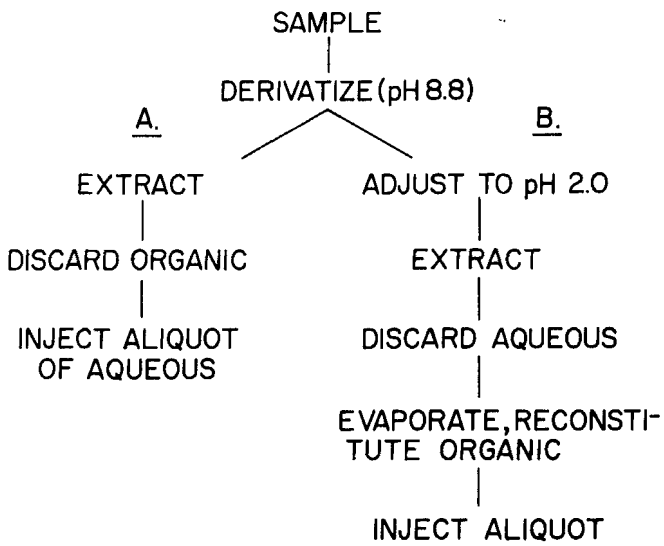 SAMPLE
DERIVATIZE (pH 8.8)
A.
EXTRACT
DISCARD ORGANIC
INJECT ALIQUOT
OF AQUEOUS
B.
ADJUST TO pH 2.0
EXTRACT
DISCARD AQUEOUS
EVAPORATE, RECONSTI-
TUTE ORGANIC
INJECT ALIQUOT